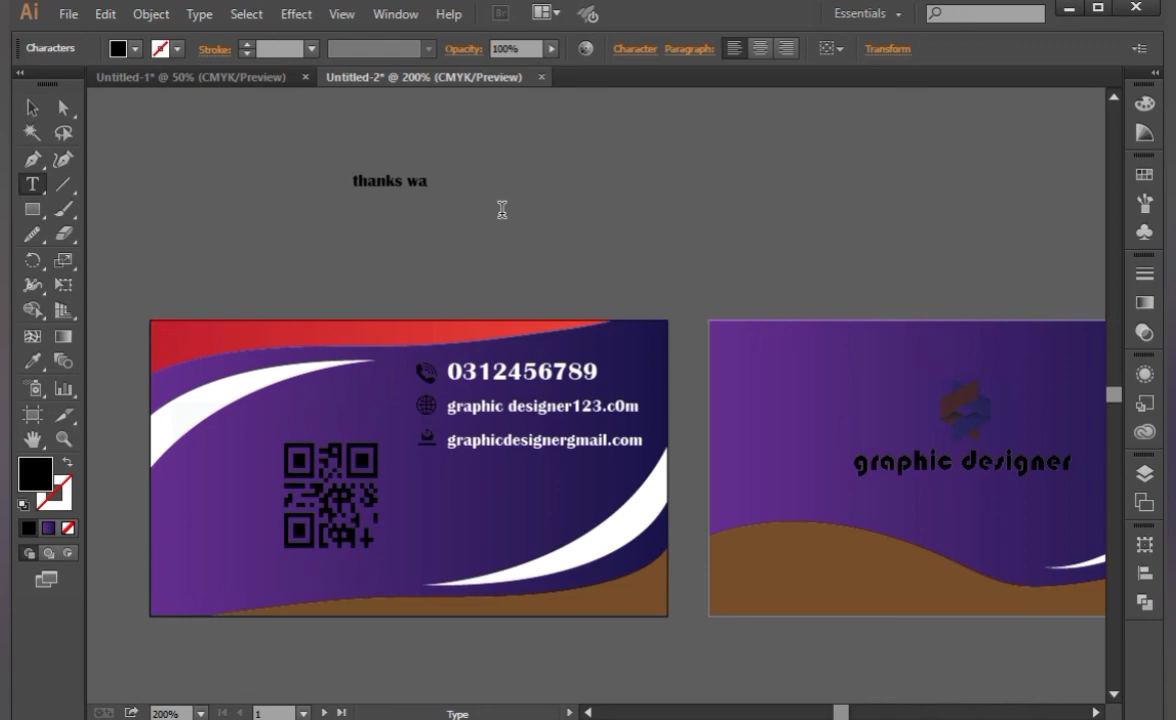 Ai File Edit Object Type Select Effect View Window Help Br Essentials
Characters Stroke: Opacity: 100% Character Paragraph: Transform
Untitled-1* @ 50% (CMYK/Preview) × Untitled-2* @ 200% (CMYK/Preview) ×
thanks wa
0312456789
graphic designer123.c0m
graphicdesignergmail.com
graphic designer
200% 1 Type